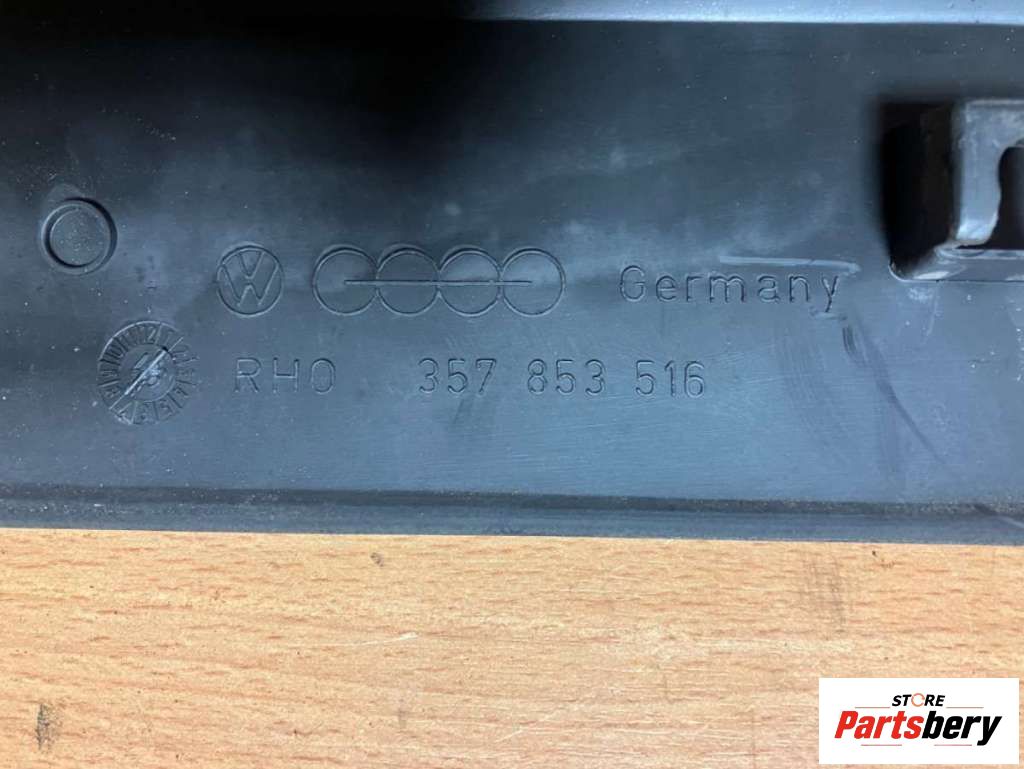 Germany
RHO 357 853 516
STORE
Partsbery